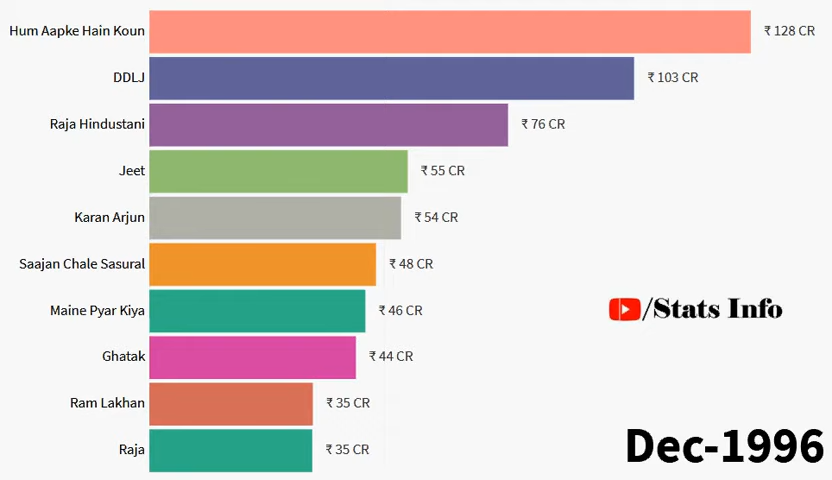 Hum Aapke Hain Koun ₹ 128 CR
DDLJ ₹ 103 CR
Raja Hindustani ₹ 76 CR
Jeet ₹ 55 CR
Karan Arjun ₹ 54 CR
Saajan Chale Sasural ₹ 48 CR
Maine Pyar Kiya ₹ 46 CR
/Stats Info
Ghatak ₹ 44 CR
Ram Lakhan ₹ 35 CR
Raja ₹ 35 CR
Dec-1996